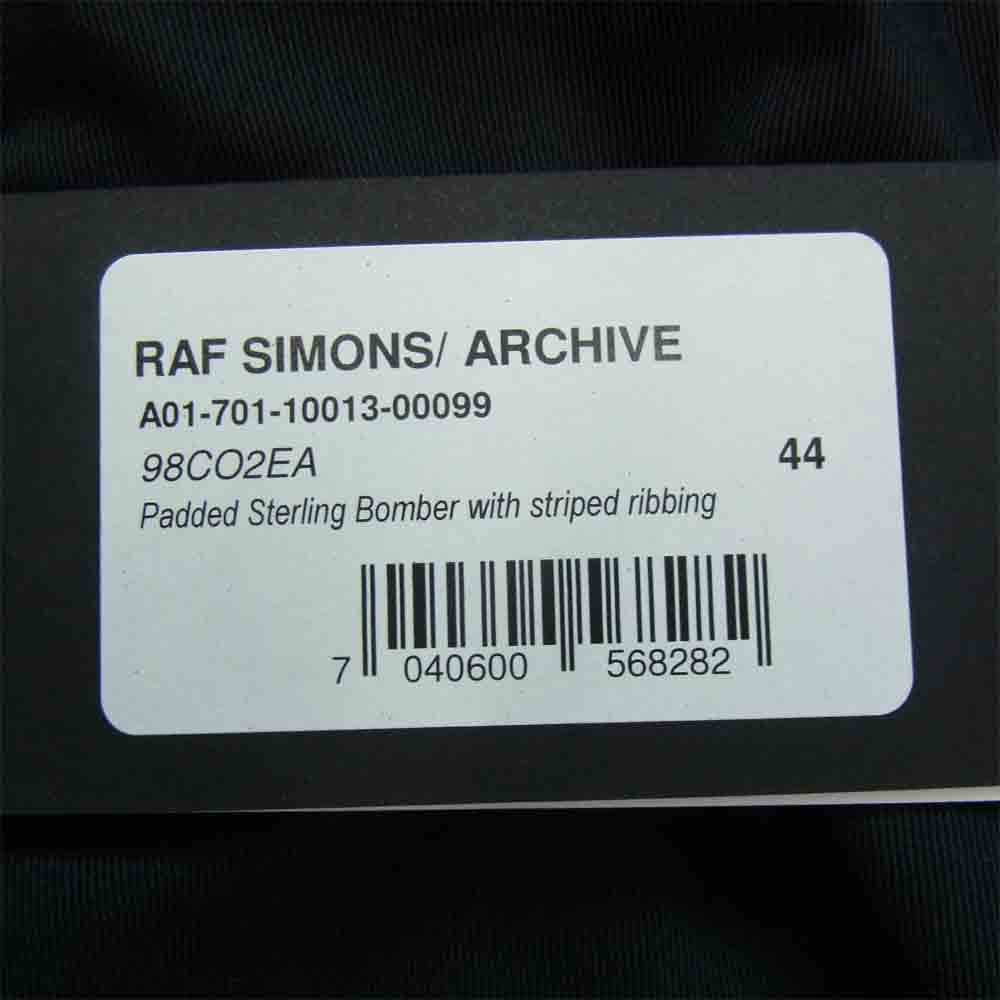 RAF SIMONS/ ARCHIVE
A01-701-10013-00099
98CO2EA 44
Padded Sterling Bomber with striped ribbing
7 040600 568282